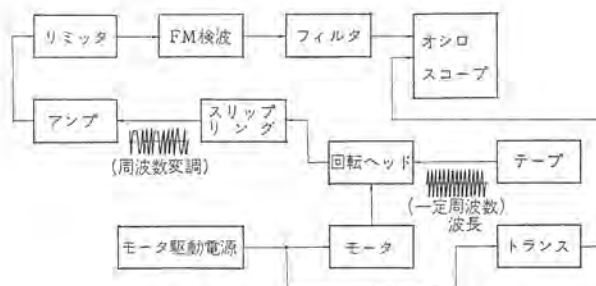 リミッタ
FM検波
フィルタ
オシロ
スコープ
アンプ
スリップ
リング
(周波数変調)
回転ヘッド
テープ
(一定周波数)
波長
モータ駆動電源
モータ
トランス